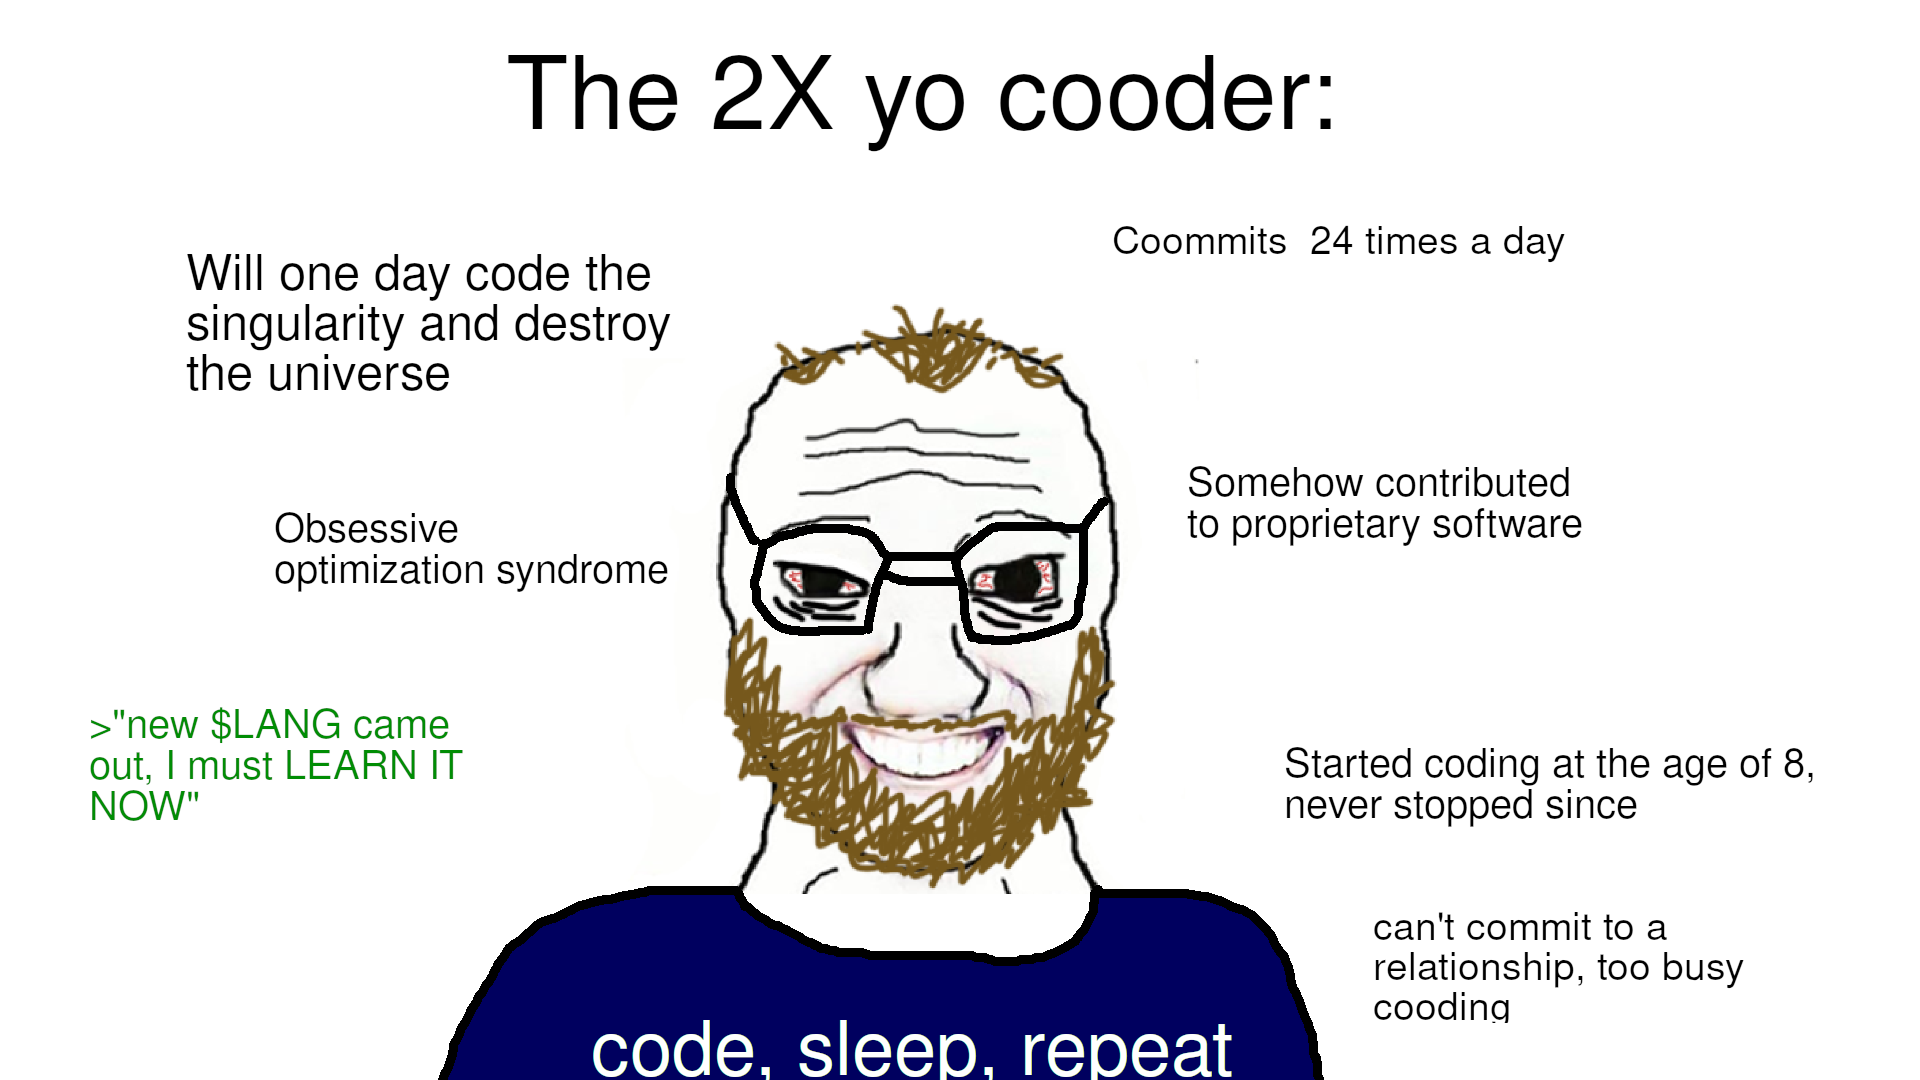 The 2X yo cooder:
Coommits  24 times a day
Will one day code the
singularity and destroy
the universe
Somehow contributed
to proprietary software
Obsessive
optimization syndrome
>"new $LANG came
out, I must LEARN IT
NOW"
Started coding at the age of 8,
never stopped since
can't commit to a
relationship, too busy
cooding
code, sleep, repeat